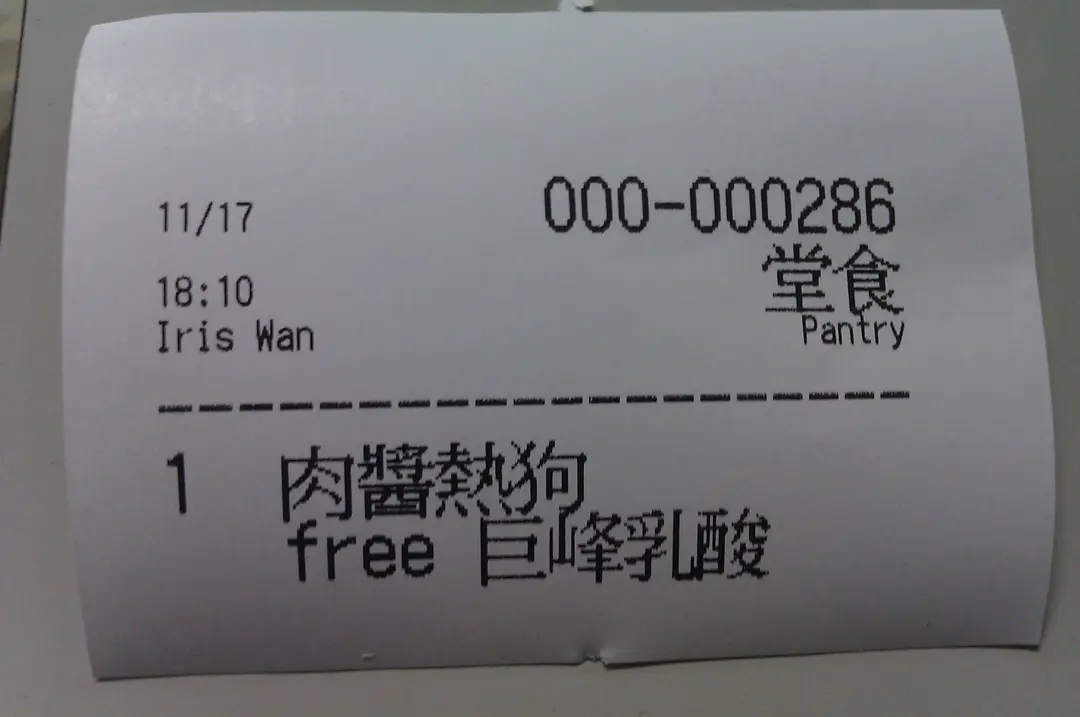 000-000286
11/17
堂食
18:10
Pantry
Iris Wan
1 肉醬熱狗
free 巨峰乳酸